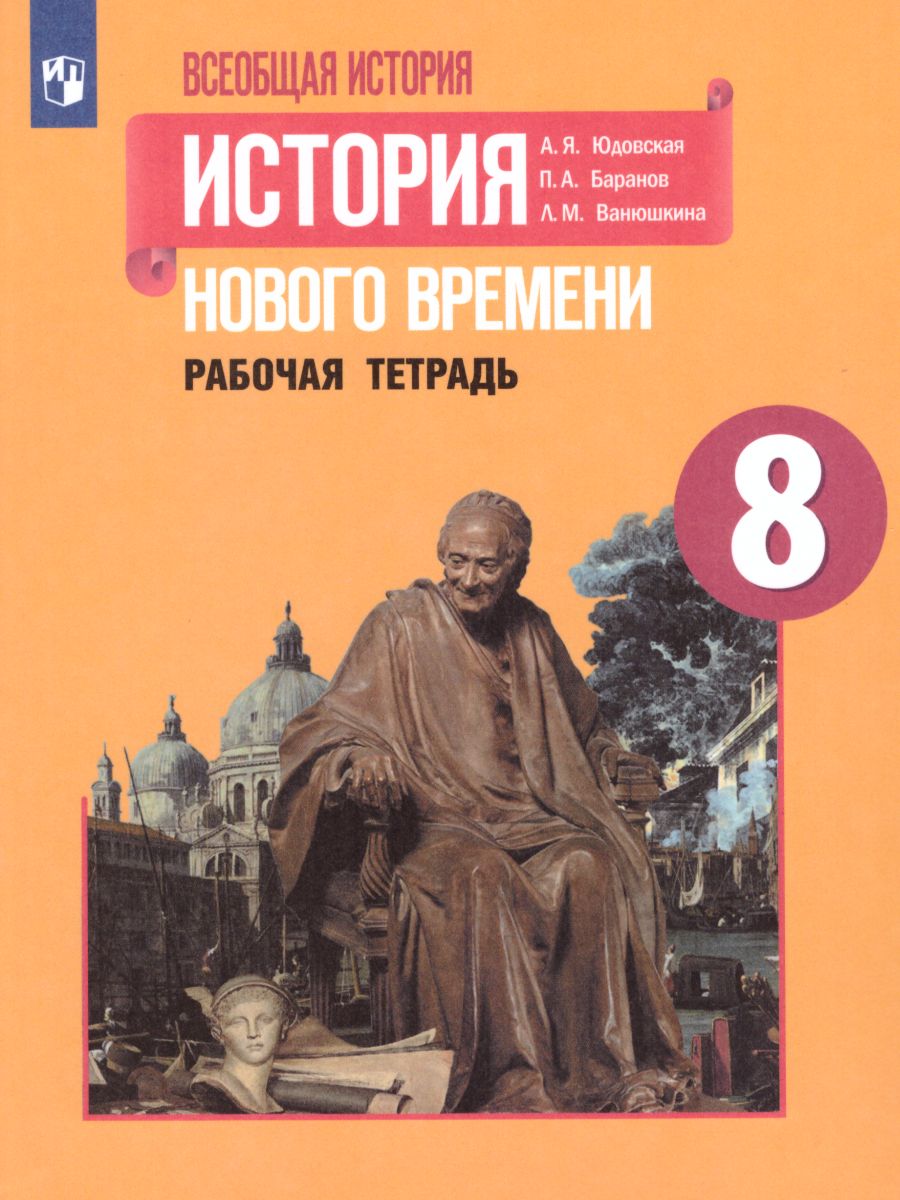 ВСЕОБЩАЯ ИСТОРИЯ
ИСТОРИЯ
А. Я. Юдовская
П. А. Баранов
Л. М. Ванюшкина
НОВОГО ВРЕМЕНИ
РАБОЧАЯ ТЕТРАДЬ
8